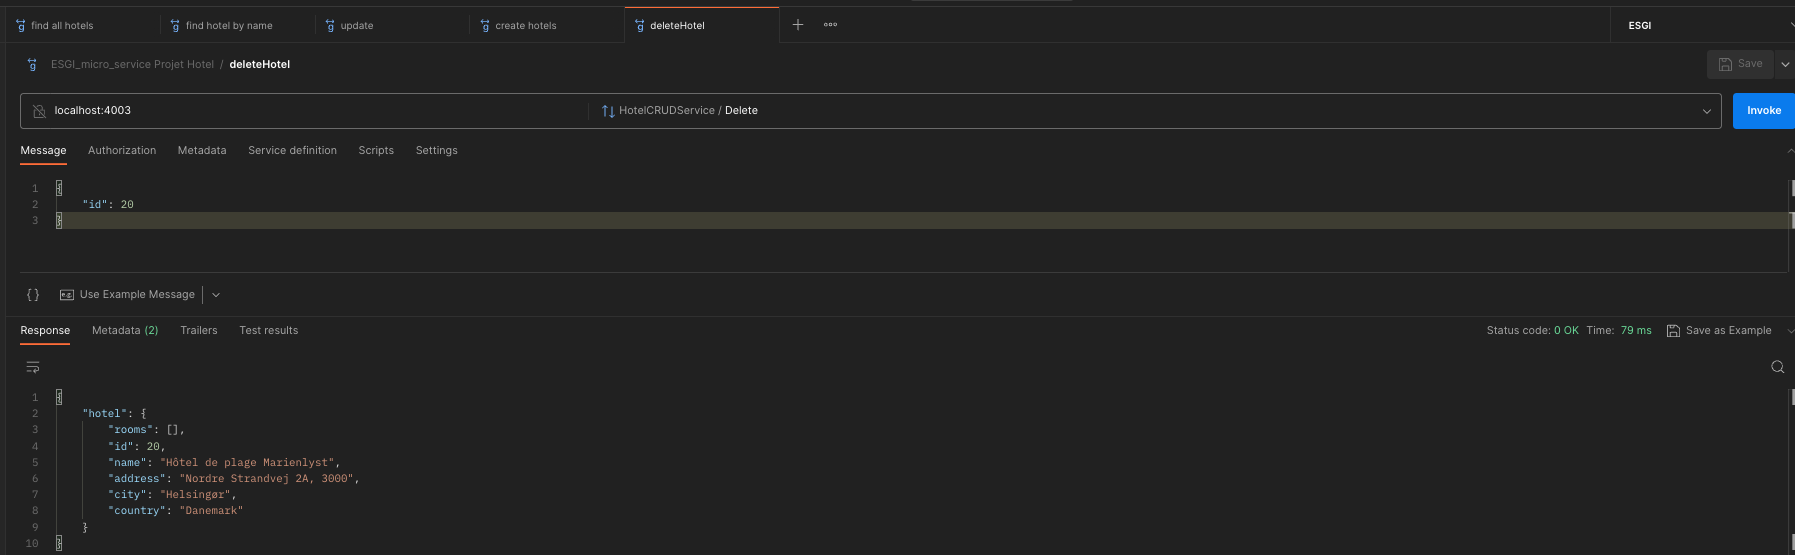 find all hotels
find hotel by name
update
create hotels
deleteHotel
ESGI
ESGI_micro_service Projet Hotel / deleteHotel
Save
localhost:4003
HotelCRUDService / Delete
Invoke
Message Authorization Metadata Service definition Scripts Settings
1 {
2 "id": 20
3 }
{} Use Example Message
Response Metadata (2) Trailers Test results
Status code: 0 OK Time: 79 ms Save as Example
1 {
2 "hotel": {
3 "rooms": [],
4 "id": 20,
5 "name": "Hôtel de plage Marienlyst",
6 "address": "Nordre Strandvej 2A, 3000",
7 "city": "Helsingør",
8 "country": "Danemark"
9 }
10 }